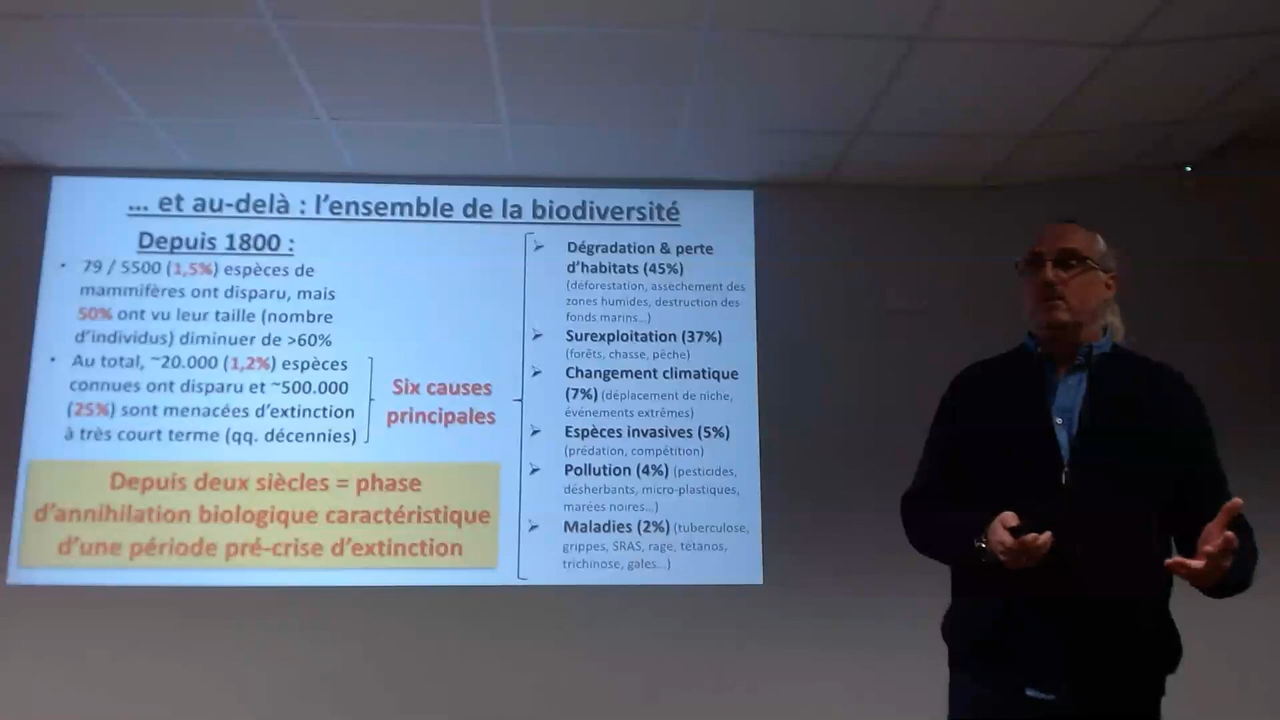 ... et au-delà : l'ensemble de la biodiversité
Depuis 1800 :
• 79 / 5500 (1,5%) espèces de
mammifères ont disparu, mais
50% ont vu leur taille (nombre
d'individus) diminuer de >60%
• Au total, ~20.000 (1,2%) espèces
connues ont disparu et ~500.000
(25%) sont menacées d'extinction
à très court terme (qq. décennies)
Depuis deux siècles = phase
d'annihilation biologique caractéristique
d'une période pré-crise d'extinction
Six causes
principales
➢ Dégradation & perte
d'habitats (45%)
(déforestation, assèchement des
zones humides, destruction des
fonds marins...)
➢ Surexploitation (37%)
(forêts, chasse, pêche)
➢ Changement climatique
(7%) (déplacement de niche,
événements extrêmes)
➢ Espèces invasives (5%)
(prédation, compétition)
➢ Pollution (4%) (pesticides,
désherbants, micro-plastiques,
marées noires...)
➢ Maladies (2%) (tuberculose,
grippes, SRAS, rage, tétanos,
trichinose, gales...)